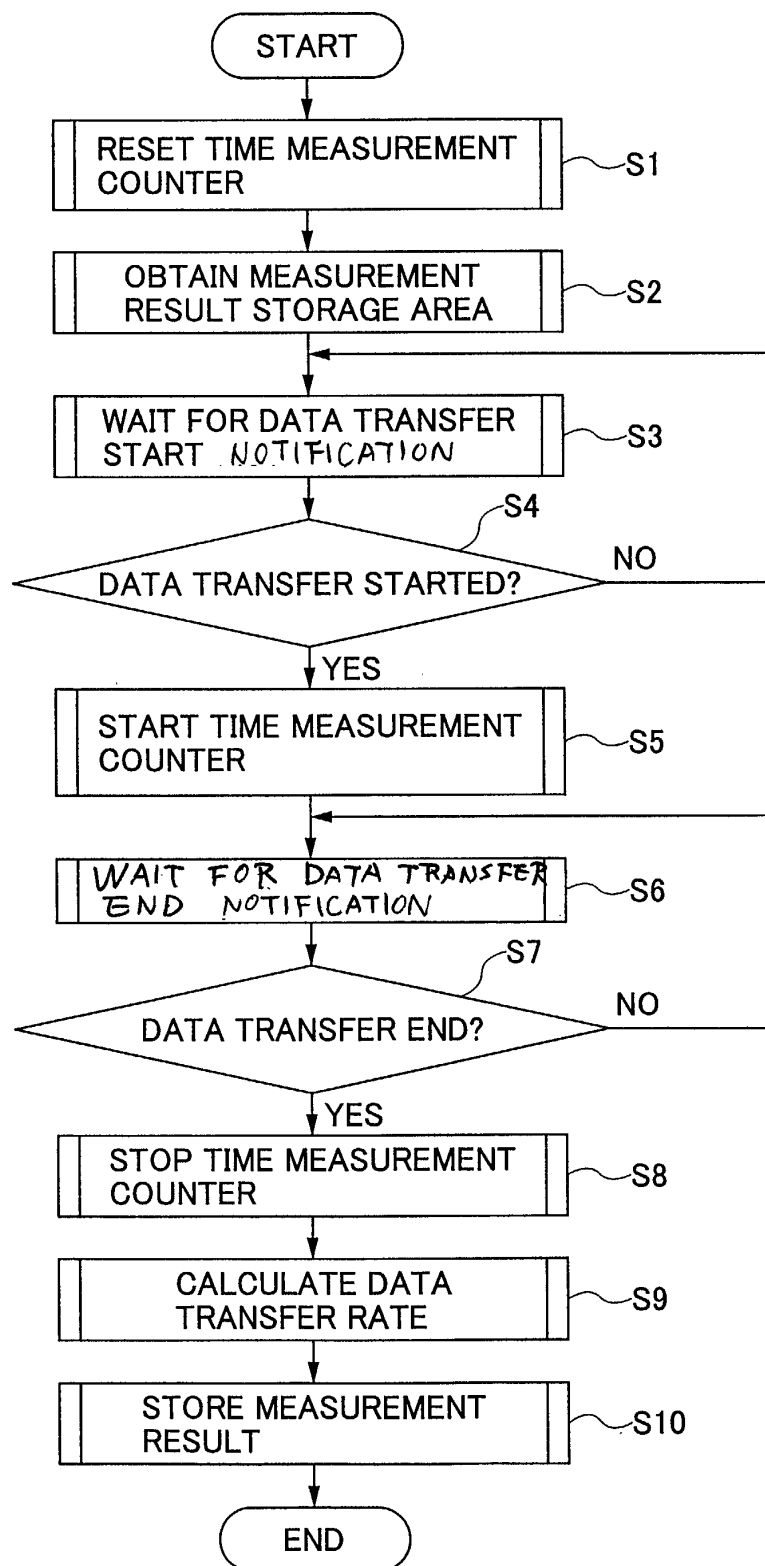 START
RESET TIME MEASUREMENT
COUNTER
S1
OBTAIN MEASUREMENT
RESULT STORAGE AREA
S2
WAIT FOR DATA TRANSFER
START NOTIFICATION
S3
S4
DATA TRANSFER STARTED?
NO
YES
START TIME MEASUREMENT
COUNTER
S5
WAIT FOR DATA TRANSFER
END NOTIFICATION
S6
S7
DATA TRANSFER END?
NO
YES
STOP TIME MEASUREMENT
COUNTER
S8
CALCULATE DATA
TRANSFER RATE
S9
STORE MEASUREMENT
RESULT
S10
END